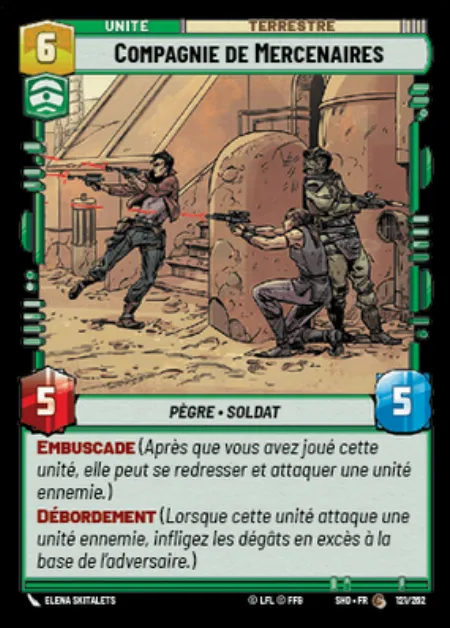 UNITÉ
TERRESTRE
6
COMPAGNIE DE MERCENAIRES
5
PÈGRE • SOLDAT
5
EMBUSCADE (Après que vous avez joué cette
unité, elle peut se redresser et attaquer une unité
ennemie.)
DÉBORDEMENT (Lorsque cette unité attaque une
unité ennemie, infligez les dégâts en excès à la
base de l'adversaire.)
ELENA SKITALETS
© LFL © FFG
SHD • FR
C
121/262